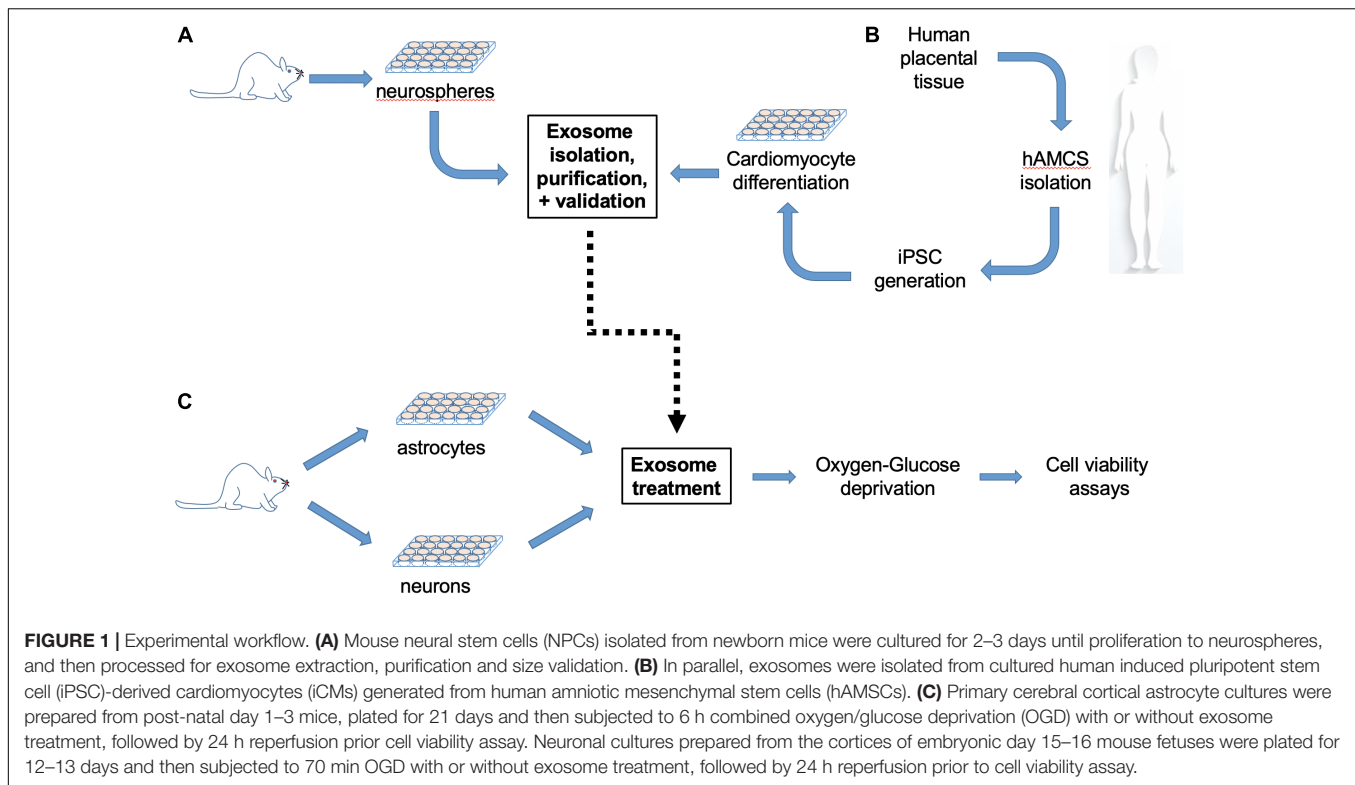 A
neurospheres
Exosome
isolation,
purification,
+ validation
B
Human
placental
tissue
hAMCS
isolation
iPSC
generation
Cardiomyocyte
differentiation
C
astrocytes
neurons
Exosome
treatment
Oxygen-Glucose
deprivation
Cell viability
assays
FIGURE 1 | Experimental workflow. (A) Mouse neural stem cells (NPCs) isolated from newborn mice were cultured for 2–3 days until proliferation to neurospheres,
and then processed for exosome extraction, purification and size validation. (B) In parallel, exosomes were isolated from cultured human induced pluripotent stem
cell (iPSC)-derived cardiomyocytes (iCMs) generated from human amniotic mesenchymal stem cells (hAMSCs). (C) Primary cerebral cortical astrocyte cultures were
prepared from post-natal day 1–3 mice, plated for 21 days and then subjected to 6 h combined oxygen/glucose deprivation (OGD) with or without exosome
treatment, followed by 24 h reperfusion prior cell viability assay. Neuronal cultures prepared from the cortices of embryonic day 15–16 mouse fetuses were plated for
12–13 days and then subjected to 70 min OGD with or without exosome treatment, followed by 24 h reperfusion prior to cell viability assay.